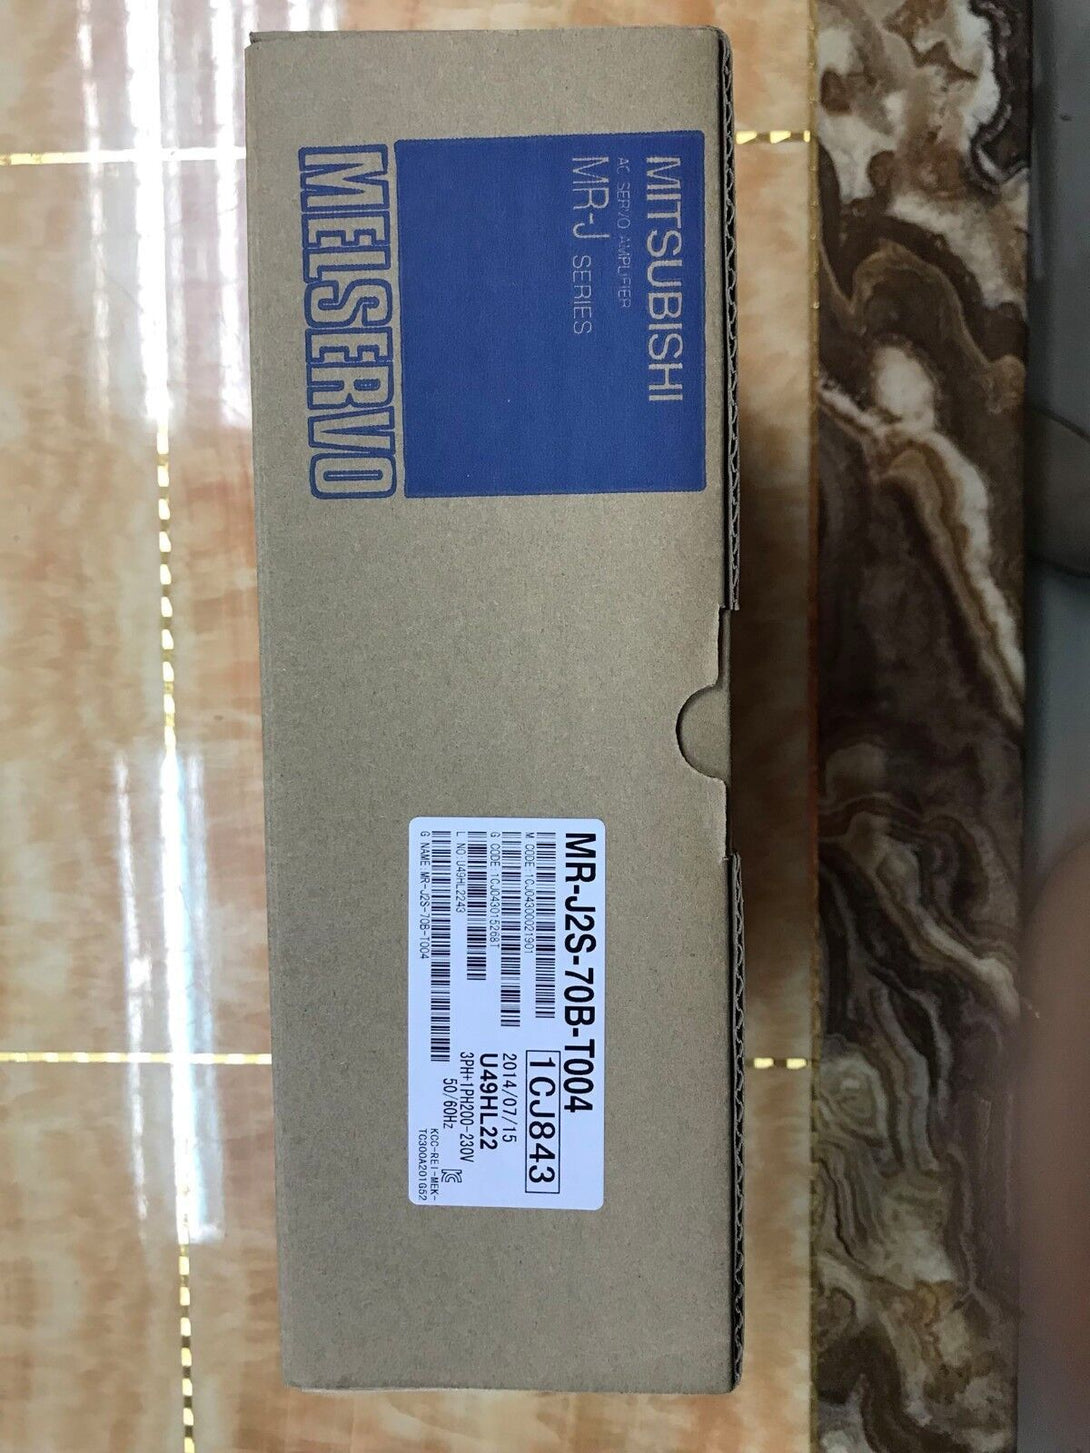 MITSUBISHI
AC SERVO AMPLIFIER
MR-J SERIES
MELSERVO
MR-J2S-70B-T004
M CODE:1CJ04300021901
G CODE:1CJ043015268T
L NO:U49HL2243
G NAME:MR-J2S-70B-T004
1CJ843
2014/07/15
U49HL22
3PH+1PH200-230V
50/60Hz
KCC-REI-MEK-
TC300A201G52